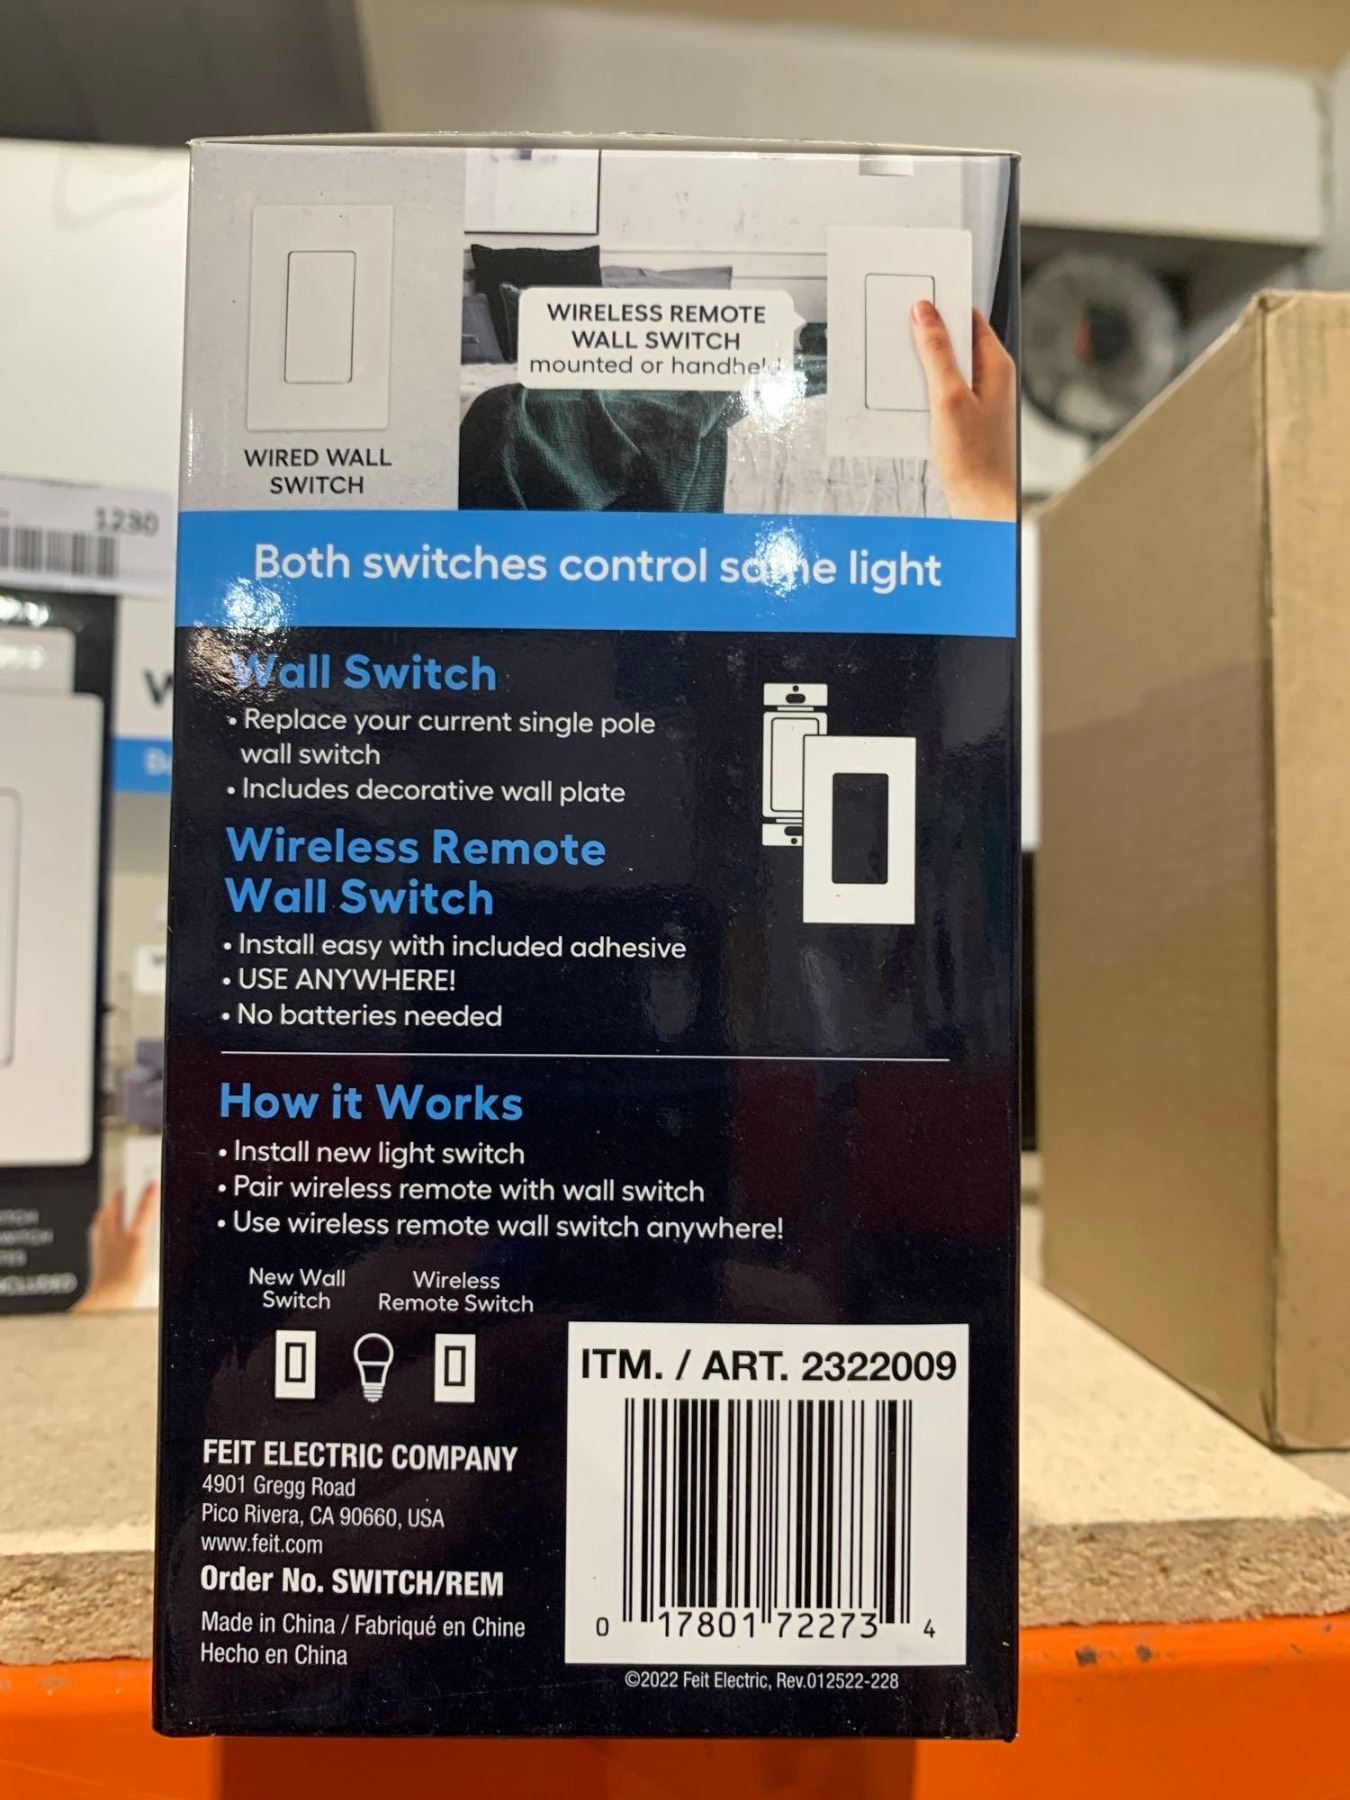 WIRELESS REMOTE
WALL SWITCH
mounted or handheld
WIRED WALL
SWITCH
Both switches control same light
1230
Wall Switch
• Replace your current single pole
wall switch
• Includes decorative wall plate
Wireless Remote
Wall Switch
• Install easy with included adhesive
• USE ANYWHERE!
• No batteries needed
How it Works
• Install new light switch
• Pair wireless remote with wall switch
• Use wireless remote wall switch anywhere!
New Wall
Switch
Wireless
Remote Switch
ITM. / ART. 2322009
0 17801 72273 4
FEIT ELECTRIC COMPANY
4901 Gregg Road
Pico Rivera, CA 90660, USA
www.feit.com
Order No. SWITCH/REM
Made in China / Fabriqué en Chine
Hecho en China
©2022 Feit Electric, Rev.012522-228